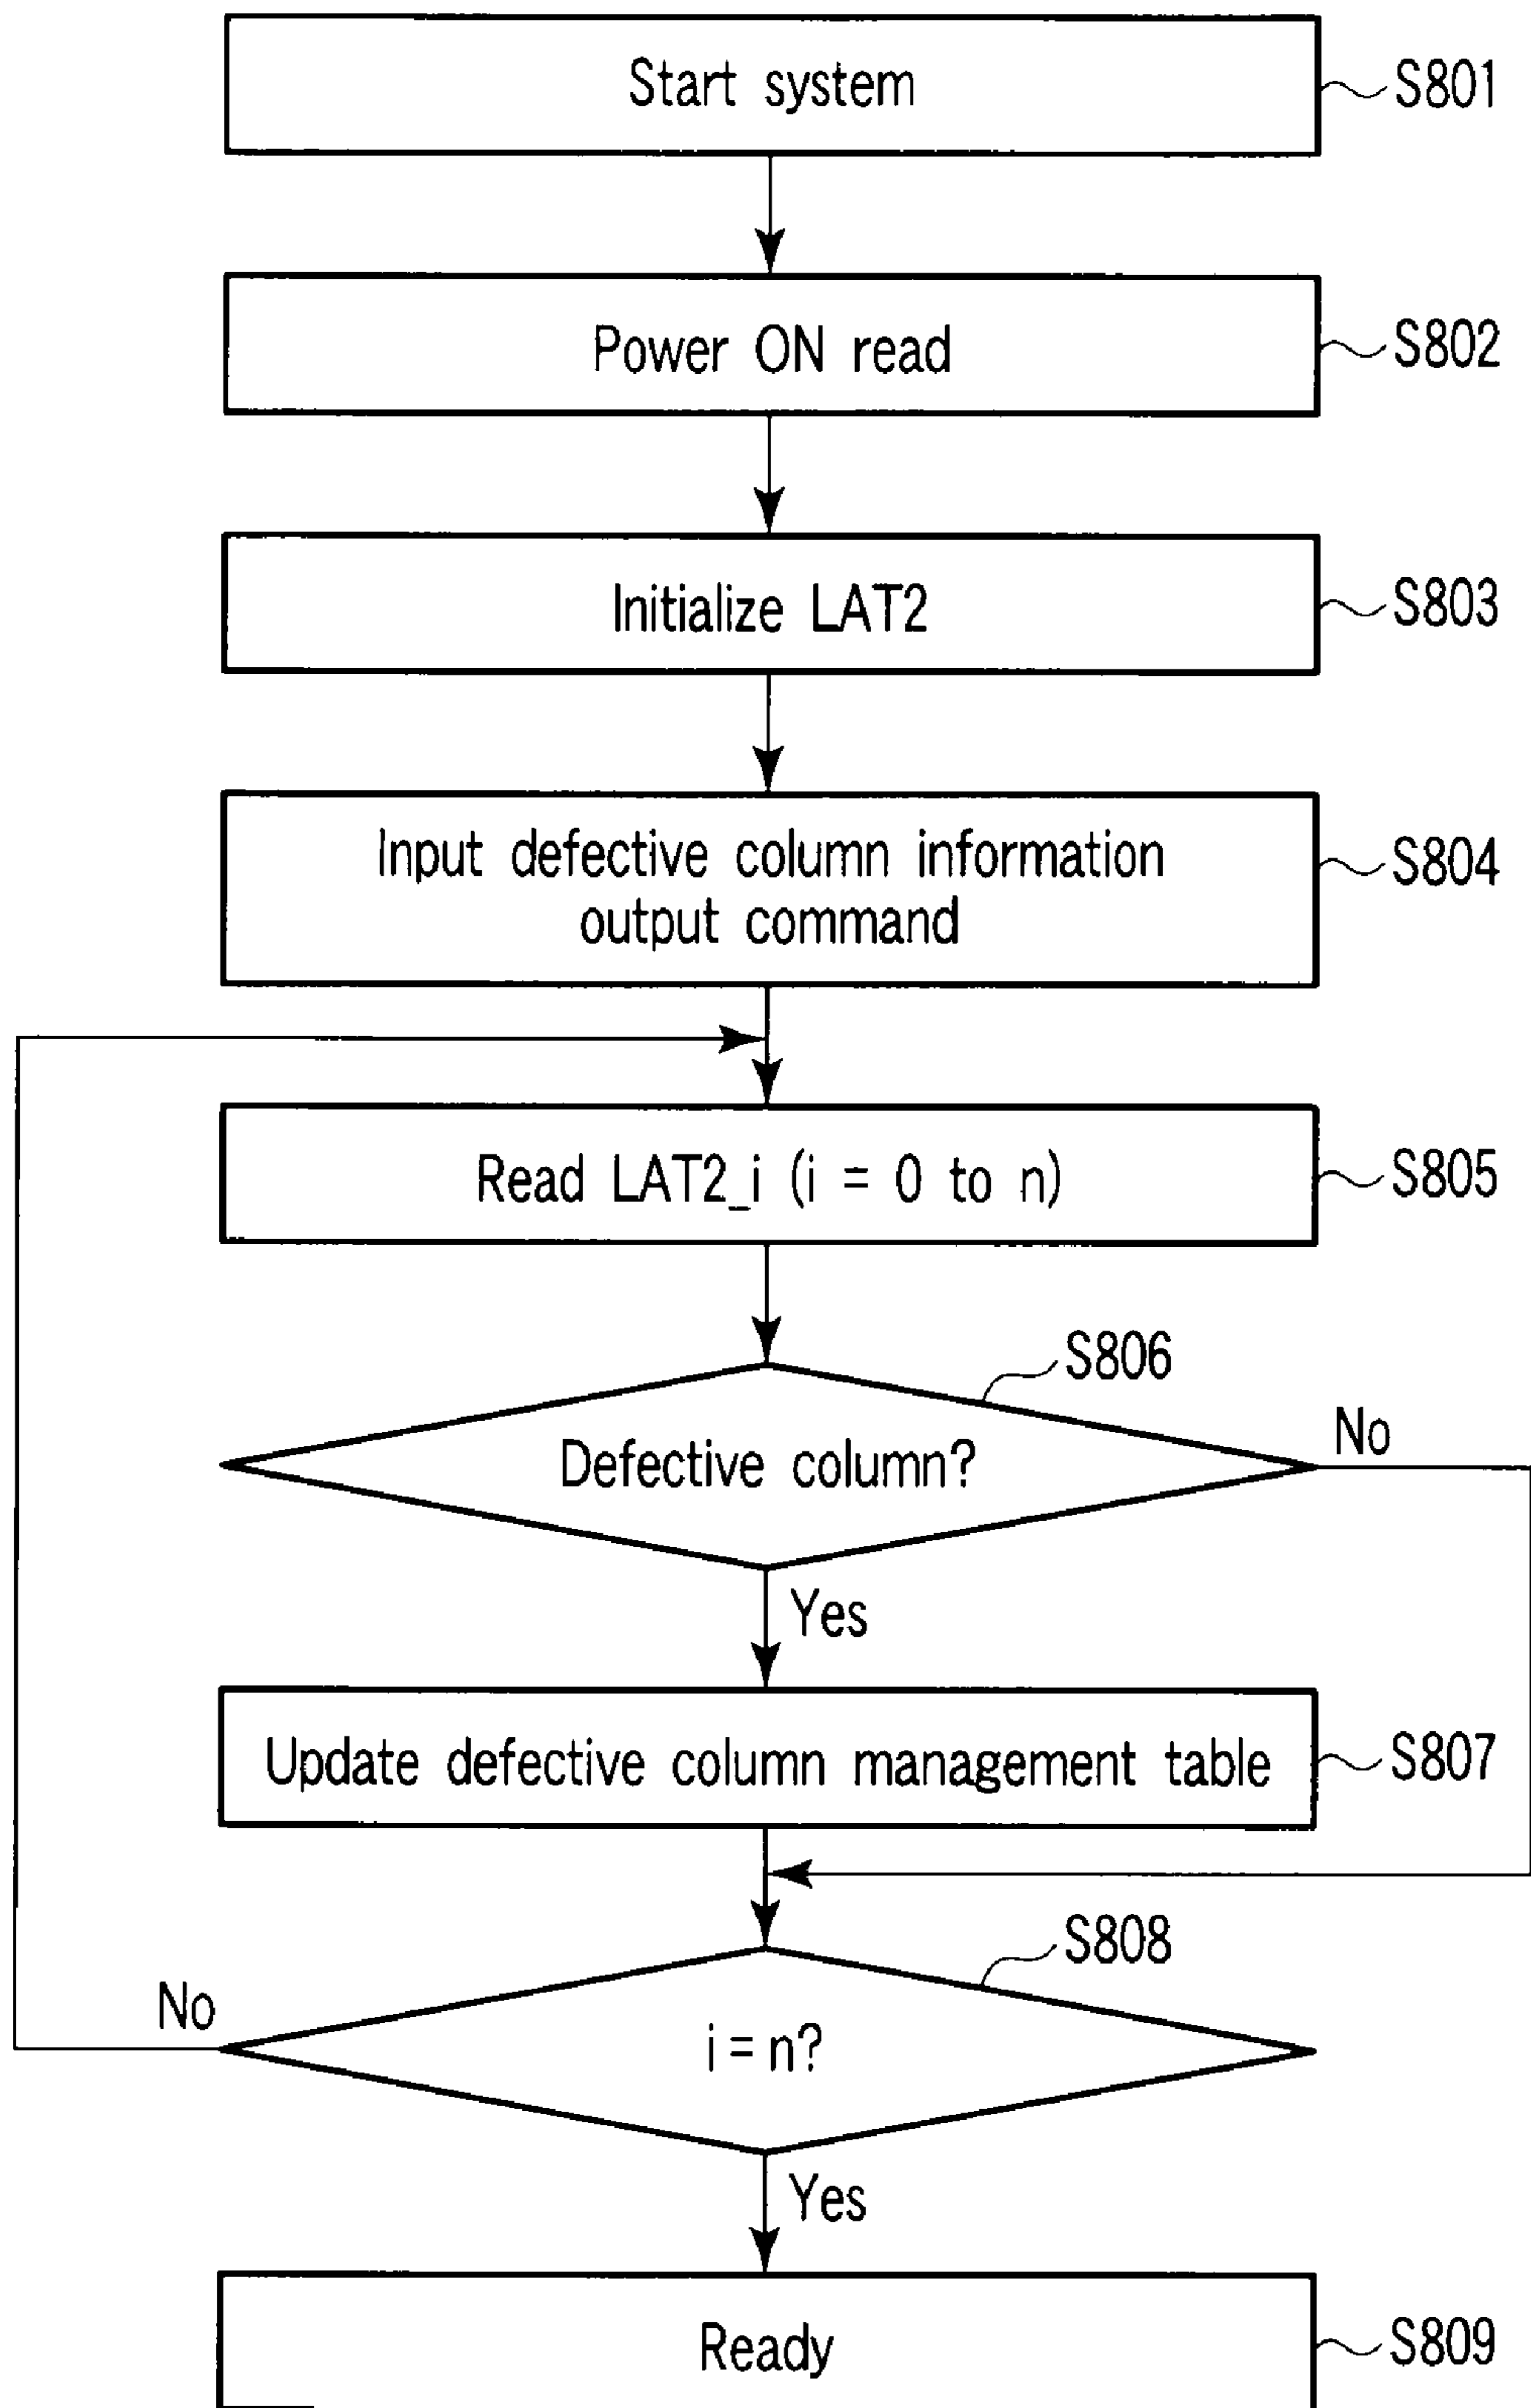 Start system
S801
Power ON read
S802
Initialize LAT2
S803
Input defective column information
output command
S804
Read LAT2_i (i = 0 to n)
S805
S806
Defective column?
No
Yes
Update defective column management table
S807
S808
No
i = n?
Yes
Ready
S809